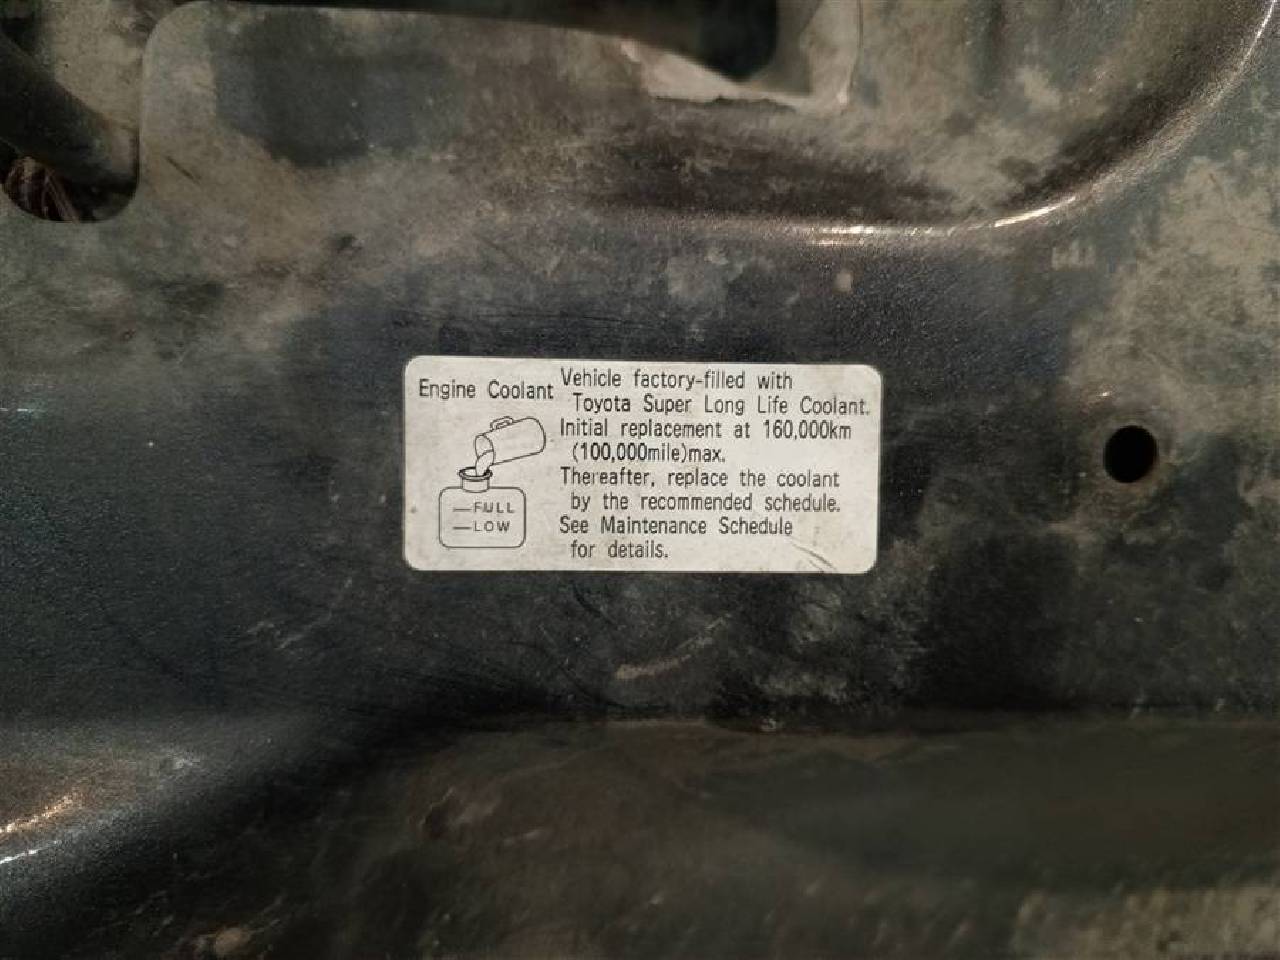 Engine Coolant
FULL
LOW
Vehicle factory-filled with
Toyota Super Long Life Coolant.
Initial replacement at 160,000km
(100,000mile)max.
Thereafter, replace the coolant
by the recommended schedule.
See Maintenance Schedule
for details.